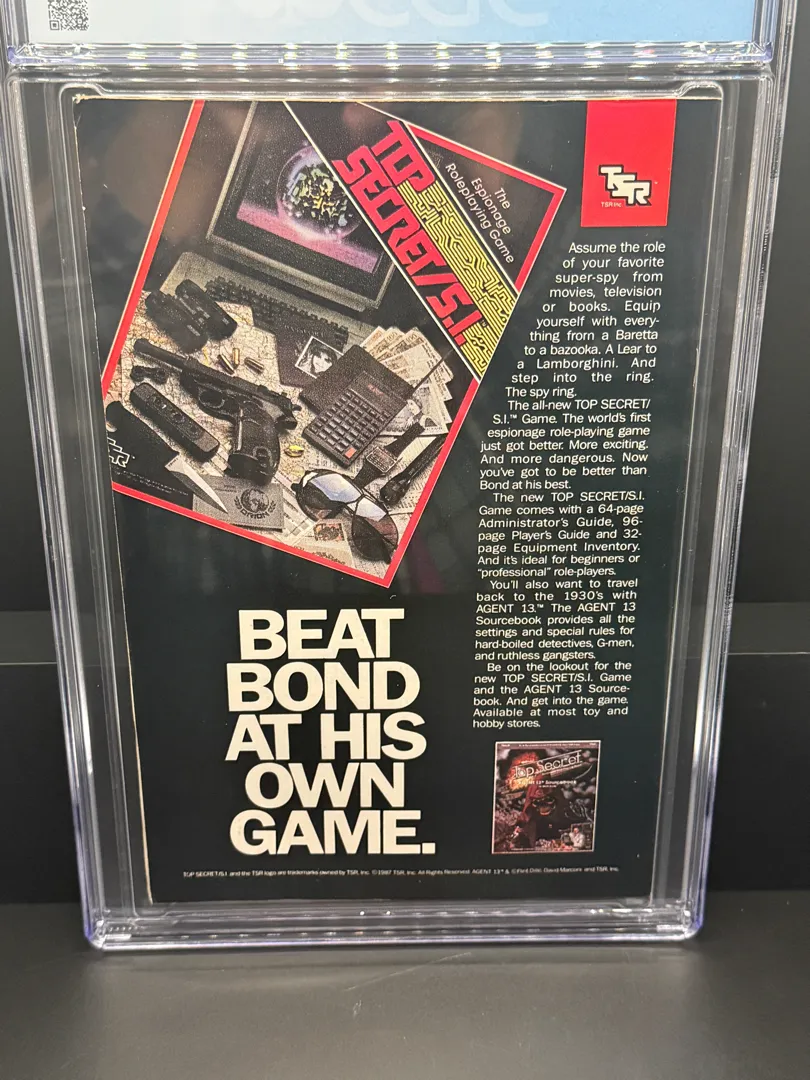 CGC
TOP
SECRET/S.I.™
The
Espionage
Roleplaying Game
TSR
TSR Inc.
Assume the role
of your favorite
super-spy from
movies, television
or books. Equip
yourself with every-
thing from a Baretta
to a bazooka. A Lear to
a Lamborghini. And
step into the ring.
The spy ring.
The all-new TOP SECRET/
S.I.™ Game. The world's first
espionage role-playing game
just got better. More exciting.
And more dangerous. Now
you've got to be better than
Bond at his best.
The new TOP SECRET/S.I.
Game comes with a 64-page
Administrator's Guide, 96-
page Player's Guide and 32-
page Equipment Inventory.
And it's ideal for beginners or
"professional" role-players.
You'll also want to travel
back to the 1930's with
AGENT 13.™ The AGENT 13
Sourcebook provides all the
settings and special rules for
hard-boiled detectives, G-men,
and ruthless gangsters.
Be on the lookout for the
new TOP SECRET/S.I. Game
and the AGENT 13 Source-
book. And get into the game.
Available at most toy and
hobby stores.
BEAT
BOND
AT HIS
OWN
GAME.
Top Secret
TOP SECRET/S.I. and the TSR logo are trademarks owned by TSR, Inc. ©1987 TSR, Inc. All Rights Reserved. AGENT 13™ & © Flint Dille, David Marconi and TSR, Inc.